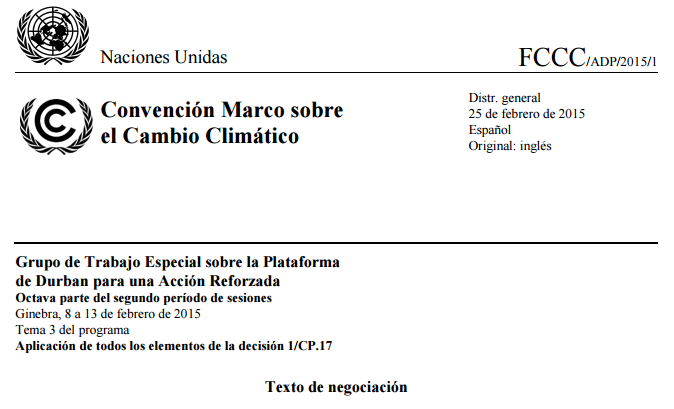 Naciones Unidas
FCCC/ADP/2015/1
Convención Marco sobre
el Cambio Climático
Distr. general
25 de febrero de 2015
Español
Original: inglés
Grupo de Trabajo Especial sobre la Plataforma
de Durban para una Acción Reforzada
Octava parte del segundo período de sesiones
Ginebra, 8 a 13 de febrero de 2015
Tema 3 del programa
Aplicación de todos los elementos de la decisión 1/CP.17
Texto de negociación